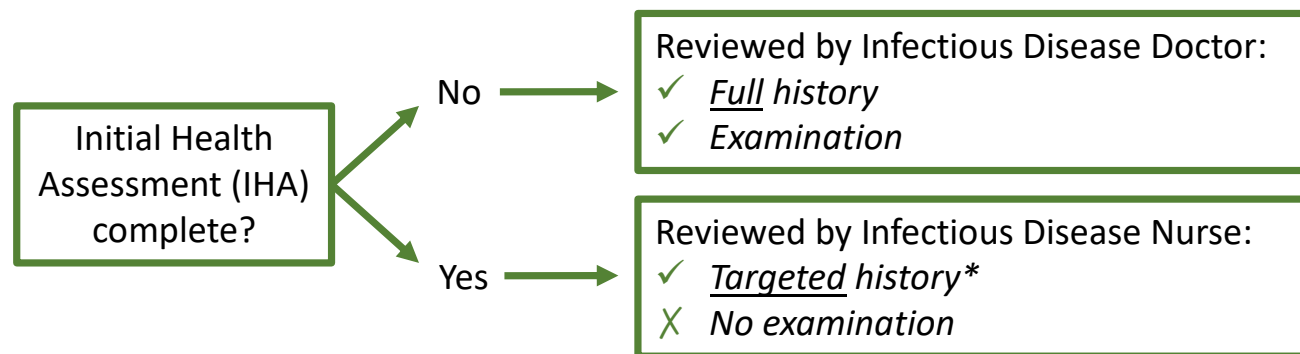 Initial Health
Assessment (IHA)
complete?
No
Reviewed by Infectious Disease Doctor:
✓ Full history
✓ Examination
Yes
Reviewed by Infectious Disease Nurse:
✓ Targeted history*
✗ No examination